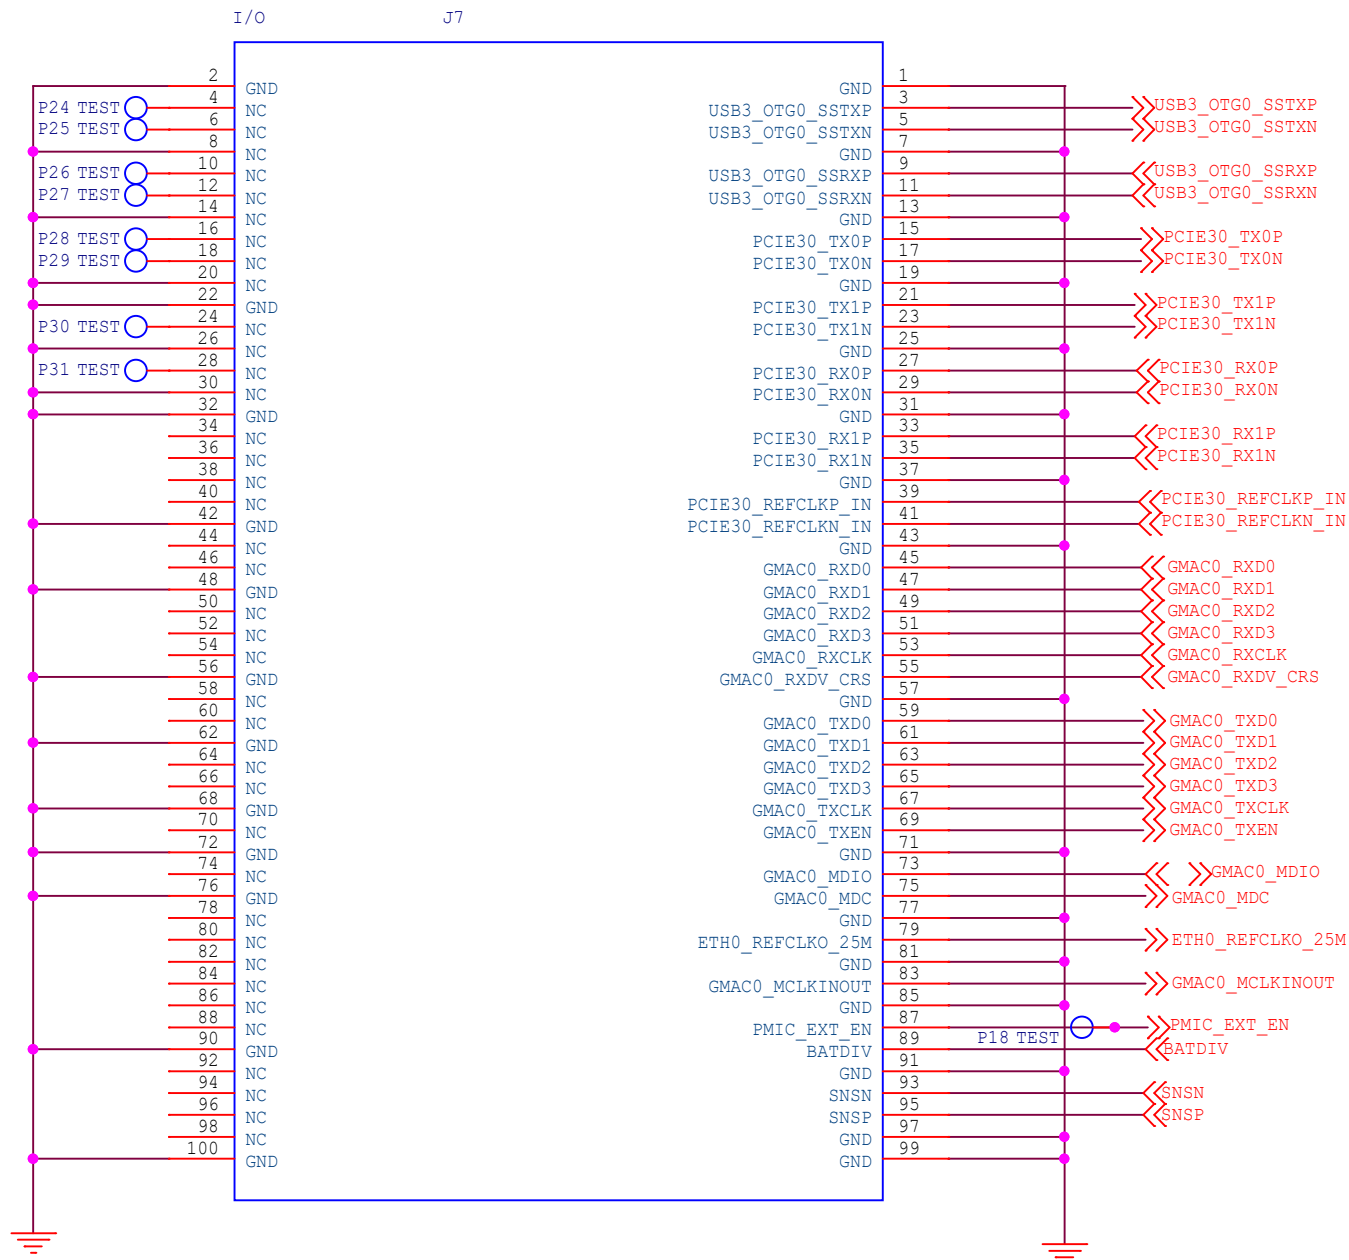 I/O J7
2 GND GND 1
P24 TEST 4 NC USB3_OTG0_SSTXP 3 USB3_OTG0_SSTXP
P25 TEST 6 NC USB3_OTG0_SSTXN 5 USB3_OTG0_SSTXN
8 NC GND 7
P26 TEST 10 NC USB3_OTG0_SSRXP 9 USB3_OTG0_SSRXP
P27 TEST 12 NC USB3_OTG0_SSRXN 11 USB3_OTG0_SSRXN
14 NC GND 13
P28 TEST 16 NC PCIE30_TX0P 15 PCIE30_TX0P
P29 TEST 18 NC PCIE30_TX0N 17 PCIE30_TX0N
20 NC GND 19
22 GND PCIE30_TX1P 21 PCIE30_TX1P
P30 TEST 24 NC PCIE30_TX1N 23 PCIE30_TX1N
26 NC GND 25
P31 TEST 28 NC PCIE30_RX0P 27 PCIE30_RX0P
30 NC PCIE30_RX0N 29 PCIE30_RX0N
32 GND GND 31
34 NC PCIE30_RX1P 33 PCIE30_RX1P
36 NC PCIE30_RX1N 35 PCIE30_RX1N
38 NC GND 37
40 NC PCIE30_REFCLKP_IN 39 PCIE30_REFCLKP_IN
42 GND PCIE30_REFCLKN_IN 41 PCIE30_REFCLKN_IN
44 NC GND 43
46 NC GMAC0_RXD0 45 GMAC0_RXD0
48 GND GMAC0_RXD1 47 GMAC0_RXD1
50 NC GMAC0_RXD2 49 GMAC0_RXD2
52 NC GMAC0_RXD3 51 GMAC0_RXD3
54 NC GMAC0_RXCLK 53 GMAC0_RXCLK
56 GND GMAC0_RXDV_CRS 55 GMAC0_RXDV_CRS
58 NC GND 57
60 NC GMAC0_TXD0 59 GMAC0_TXD0
62 GND GMAC0_TXD1 61 GMAC0_TXD1
64 NC GMAC0_TXD2 63 GMAC0_TXD2
66 NC GMAC0_TXD3 65 GMAC0_TXD3
68 GND GMAC0_TXCLK 67 GMAC0_TXCLK
70 NC GMAC0_TXEN 69 GMAC0_TXEN
72 GND GND 71
74 NC GMAC0_MDIO 73 GMAC0_MDIO
76 GND GMAC0_MDC 75 GMAC0_MDC
78 NC GND 77
80 NC ETH0_REFCLKO_25M 79 ETH0_REFCLKO_25M
82 NC GND 81
84 NC GMAC0_MCLKINOUT 83 GMAC0_MCLKINOUT
86 NC GND 85
88 NC PMIC_EXT_EN 87 P18 TEST PMIC_EXT_EN
90 GND BATDIV 89 BATDIV
92 NC GND 91
94 NC SNSN 93 SNSN
96 NC SNSP 95 SNSP
98 NC GND 97
100 GND GND 99